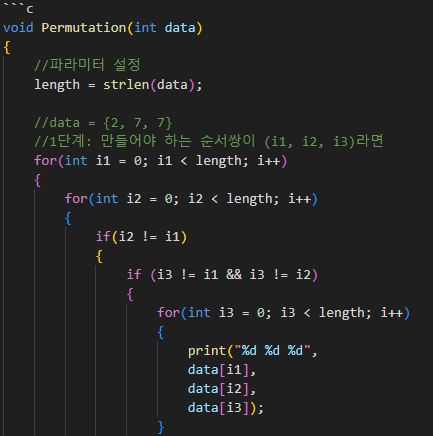 ```c
void Permutation(int data)
{
    //파라미터 설정
    length = strlen(data);

    //data = {2, 7, 7}
    //1단계: 만들어야 하는 순서쌍이 (i1, i2, i3)라면
    for(int i1 = 0; i1 < length; i++)
    {
        for(int i2 = 0; i2 < length; i++)
        {
            if(i2 != i1)
            {
                if (i3 != i1 && i3 != i2)
                {
                    for(int i3 = 0; i3 < length; i++)
                    {
                        print("%d %d %d",
                        data[i1],
                        data[i2],
                        data[i3]);
                    }